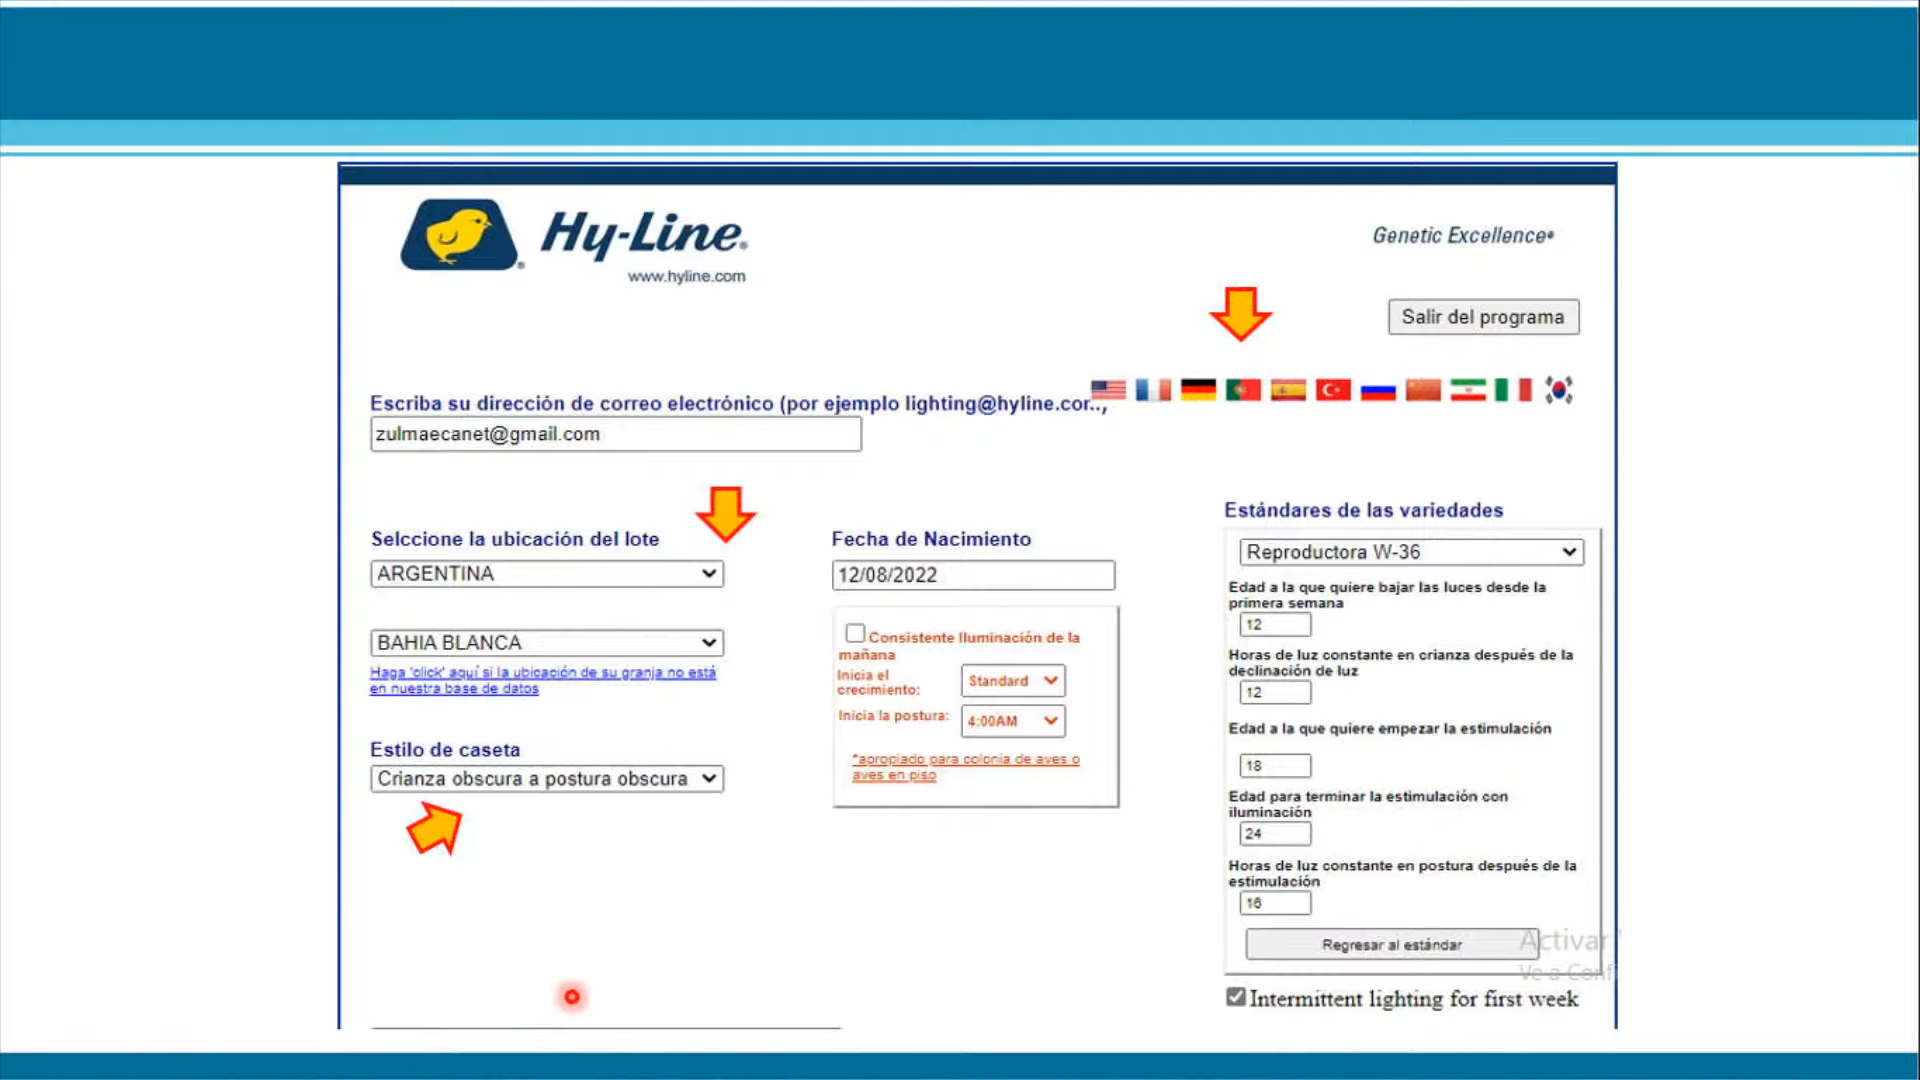 Hy-Line®
www.hyline.com
Genetic Excellence®
Salir del programa
Escriba su dirección de correo electrónico (por ejemplo lighting@hyline.cor..,
zulmaecanet@gmail.com
Selccione la ubicación del lote
ARGENTINA
BAHIA BLANCA
Haga 'click' aquí si la ubicación de su granja no está
en nuestra base de datos
Estilo de caseta
Crianza obscura a postura obscura
Fecha de Nacimiento
12/08/2022
Consistente Iluminación de la
mañana
Inicia el
crecimiento:
Standard
Inicia la postura:
4:00AM
*apropiado para colonia de aves o
aves en piso
Estándares de las variedades
Reproductora W-36
Edad a la que quiere bajar las luces desde la
primera semana
12
Horas de luz constante en crianza después de la
declinación de luz
12
Edad a la que quiere empezar la estimulación
18
Edad para terminar la estimulación con
iluminación
24
Horas de luz constante en postura después de la
estimulación
16
Regresar al estándar
Activar
Ve a Conf
Intermittent lighting for first week